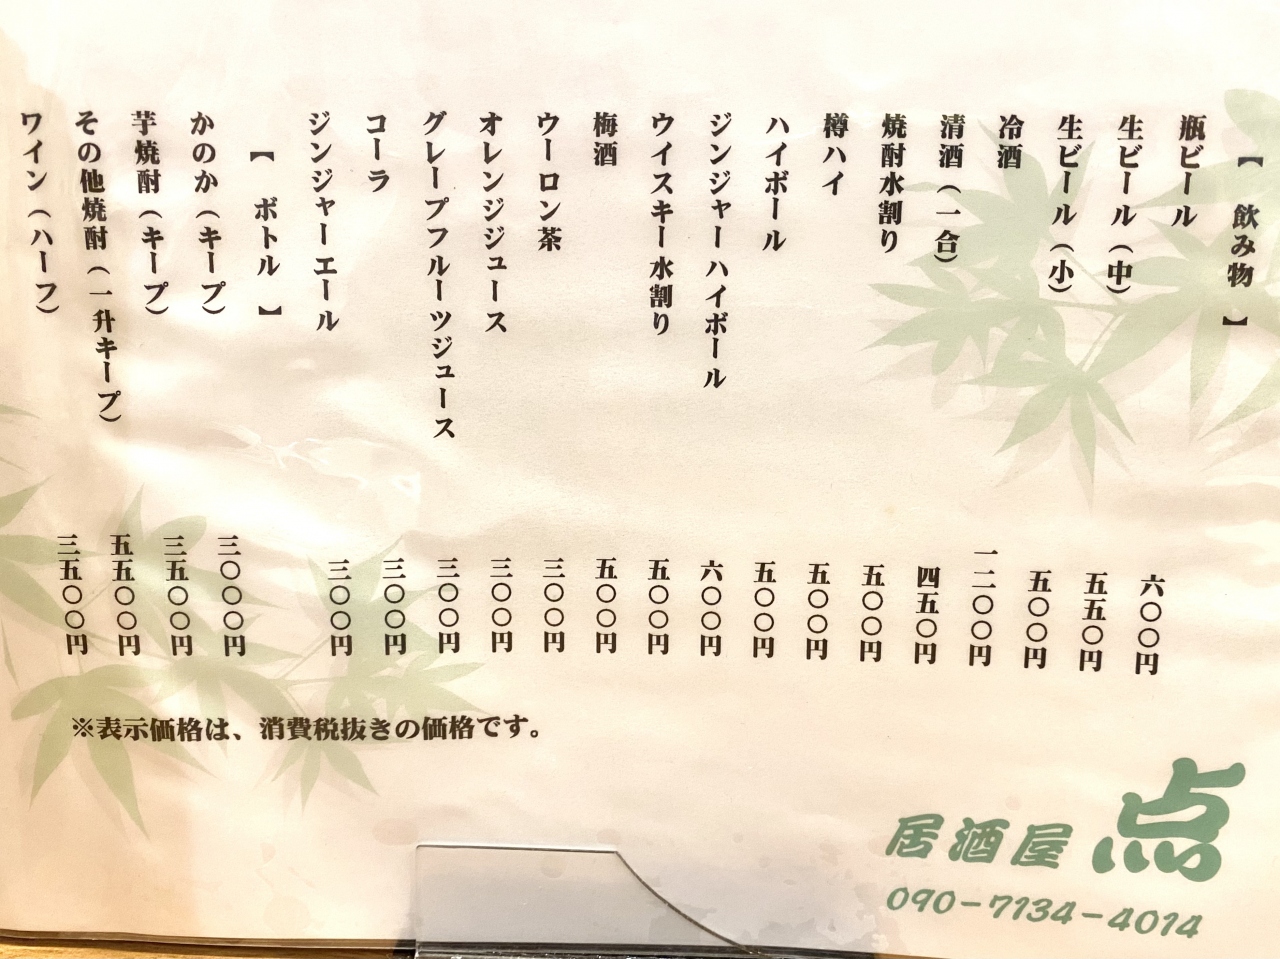 【 飲み物 】
瓶ビール 六〇〇円
生ビール（中） 五五〇円
生ビール（小） 五〇〇円
冷酒 一二〇〇円
清酒（一合） 四五〇円
焼酎水割り 五〇〇円
樽ハイ 五〇〇円
ハイボール 五〇〇円
ジンジャーハイボール 六〇〇円
ウイスキー水割り 五〇〇円
梅酒 五〇〇円
ウーロン茶 三〇〇円
オレンジジュース 三〇〇円
グレープフルーツジュース 三〇〇円
コーラ 三〇〇円
ジンジャーエール 三〇〇円
【 ボトル 】
かのか（キープ） 三〇〇〇円
芋焼酎（キープ） 三五〇〇円
その他焼酎（一升キープ） 五五〇〇円
ワイン（ハーフ） 三五〇〇円
※表示価格は、消費税抜きの価格です。
居酒屋 点
090-7134-4014